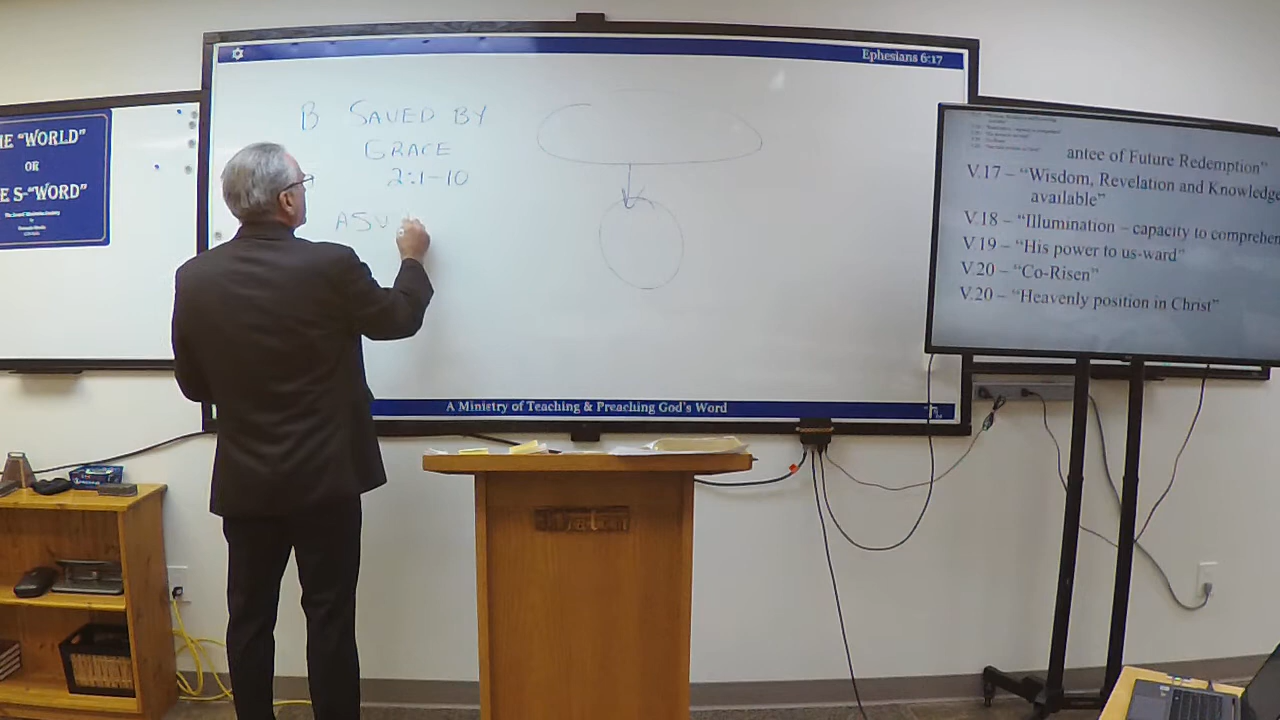 HE "WORLD"
OR
E S-"WORD"
Ephesians 6:17
B SAVED BY
GRACE
2:1-10
ASV
A Ministry of Teaching & Preaching God's Word
antee of Future Redemption"
V.17 – "Wisdom, Revelation and Knowledge
available"
V.18 – "Illumination – capacity to comprehen
V.19 – "His power to us-ward"
V.20 – "Co-Risen"
V.20 – "Heavenly position in Christ"